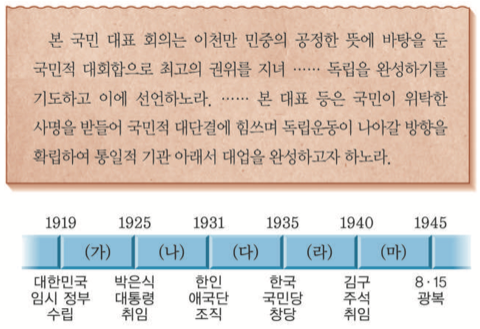 본 국민 대표 회의는 이천만 민중의 공정한 뜻에 바탕을 둔
국민적 대회합으로 최고의 권위를 지녀 …… 독립을 완성하기를
기도하고 이에 선언하노라. …… 본 대표 등은 국민이 위탁한
사명을 받들어 국민적 대단결에 힘쓰며 독립운동이 나아갈 방향을
확립하여 통일적 기관 아래서 대업을 완성하고자 하노라.
1919 1925 1931 1935 1940 1945
(가) (나) (다) (라) (마)
대한민국 박은식 한인 한국 김구 8·15
임시 정부 대통령 애국단 국민당 주석 광복
수립 취임 조직 창당 취임